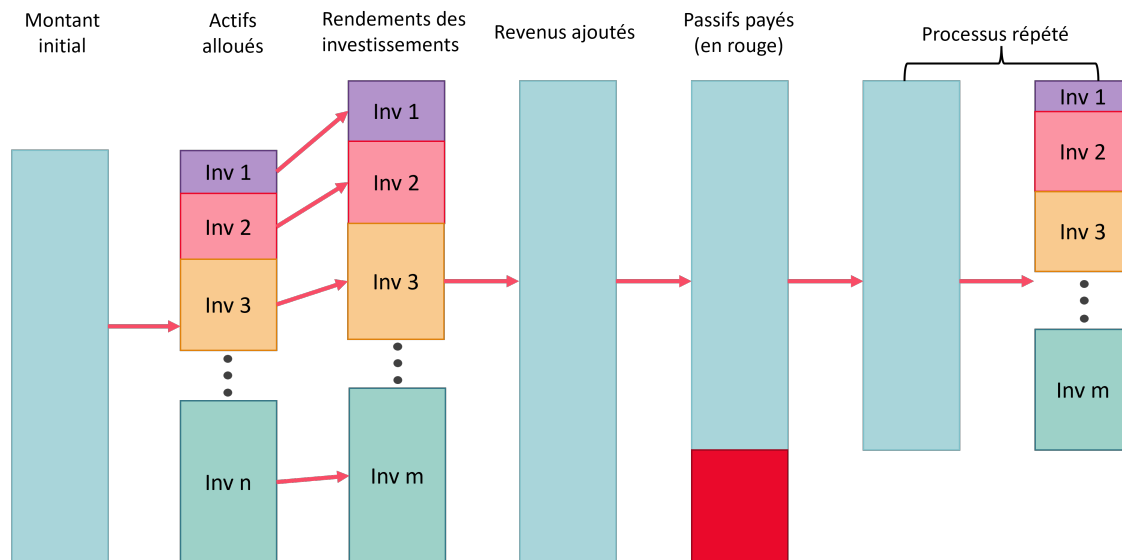 Montant
initial
Actifs
alloués
Rendements des
investissements
Revenus ajoutés
Passifs payés
(en rouge)
Processus répété
Inv 1
Inv 2
Inv 3
Inv n
Inv 1
Inv 2
Inv 3
Inv m
Inv 1
Inv 2
Inv 3
Inv m